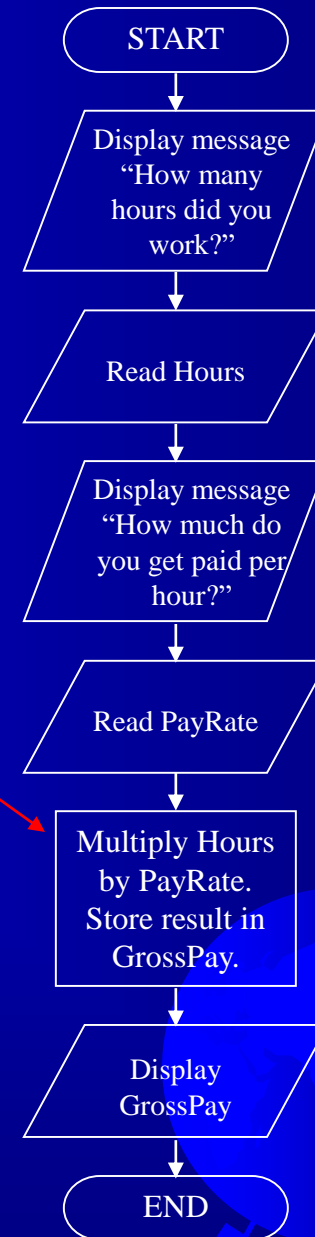 START
Display message
“How many
hours did you
work?”
Read Hours
Display message
“How much do
you get paid per
hour?”
Read PayRate
Multiply Hours
by PayRate.
Store result in
GrossPay.
Display
GrossPay
END